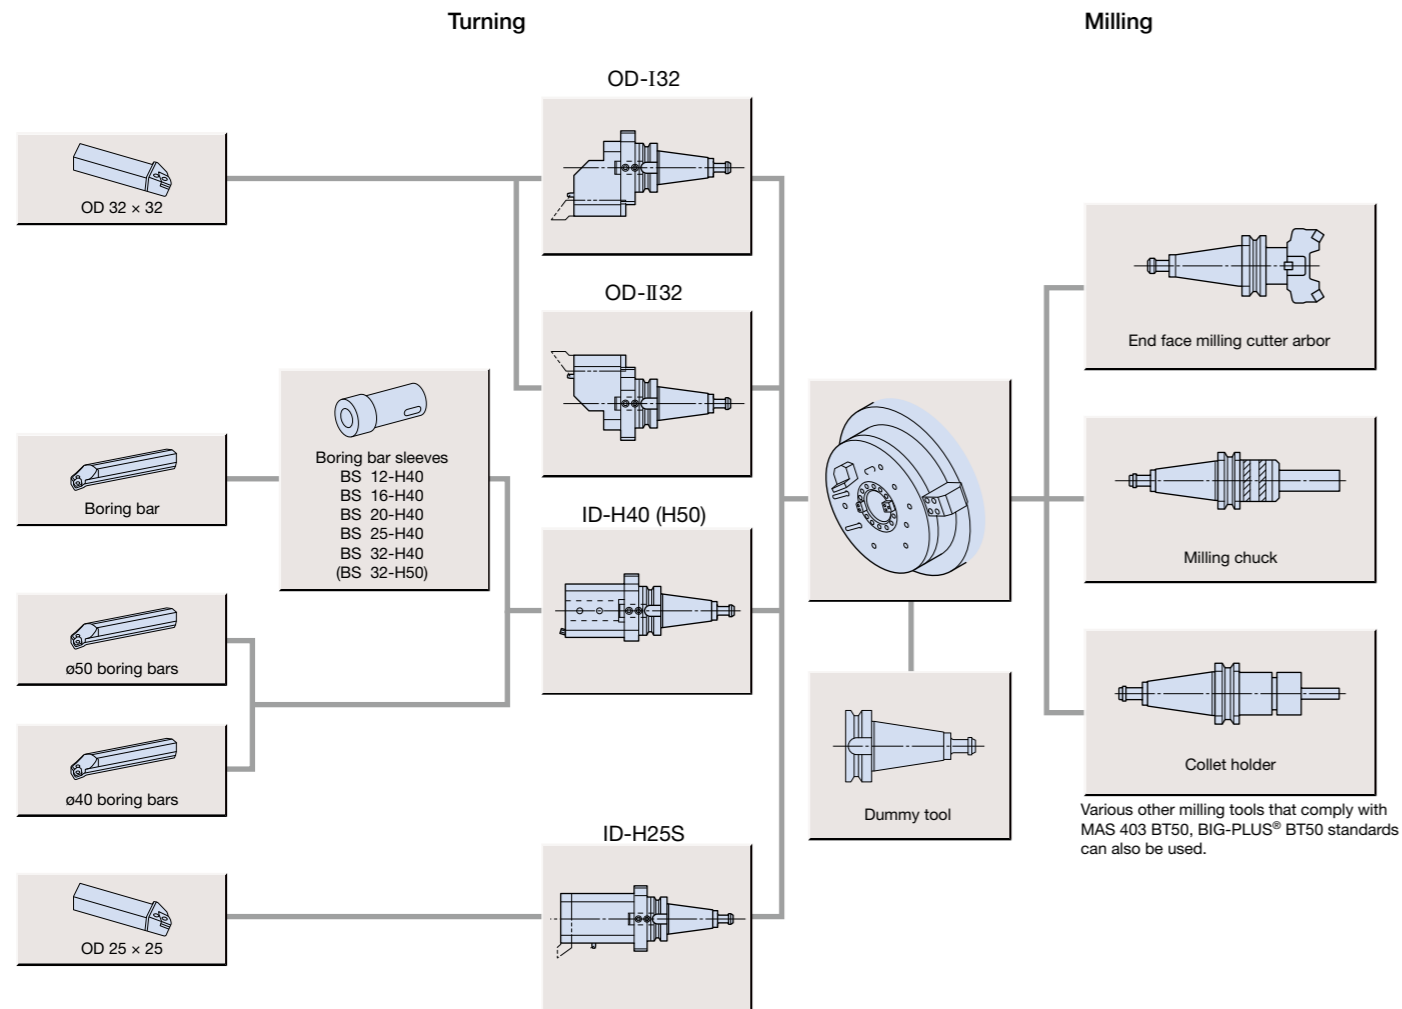 Turning
Milling
OD-I32
OD 32 × 32
OD-II32
End face milling cutter arbor
Boring bar sleeves
BS 12-H40
BS 16-H40
BS 20-H40
BS 25-H40
BS 32-H40
(BS 32-H50)
Boring bar
ID-H40 (H50)
Milling chuck
ø50 boring bars
ø40 boring bars
Dummy tool
Collet holder
Various other milling tools that comply with
MAS 403 BT50, BIG-PLUS® BT50 standards
can also be used.
ID-H25S
OD 25 × 25